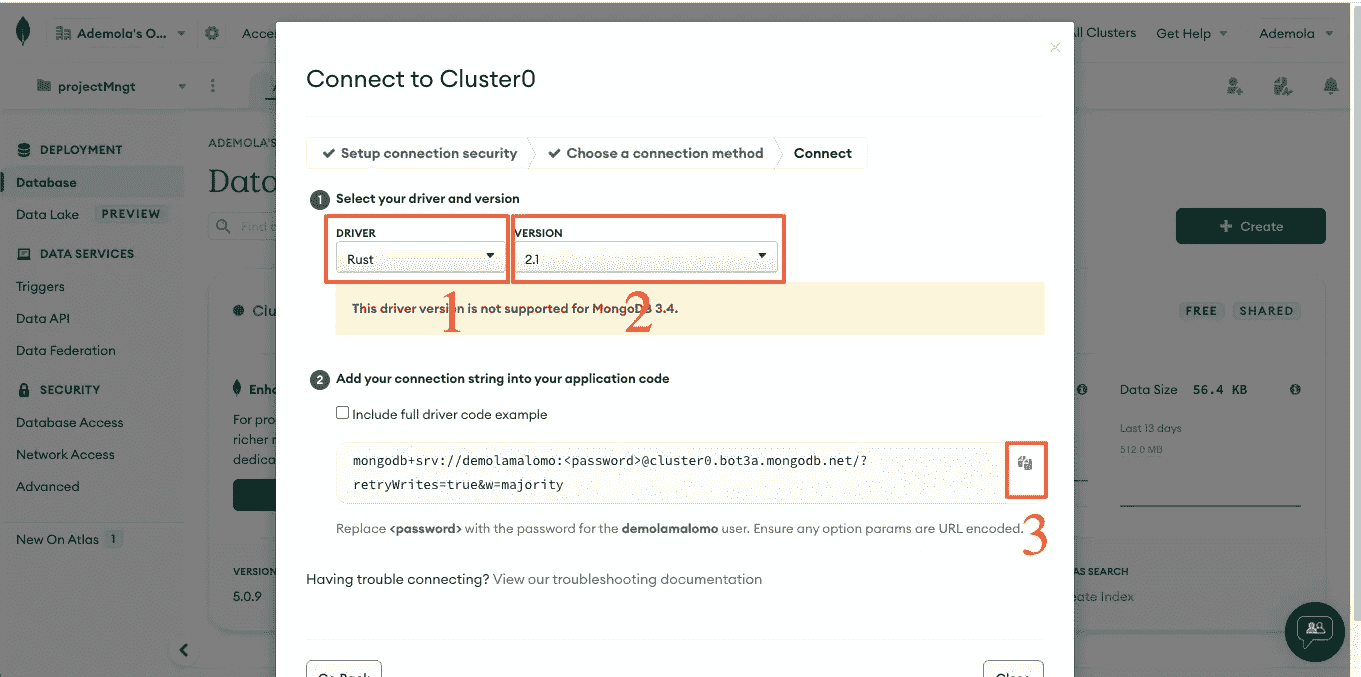 Ademola's O...
Acce
All Clusters
Get Help
Ademola
projectMngt
Connect to Cluster0
Setup connection security
Choose a connection method
Connect
DEPLOYMENT
Database
Data Lake PREVIEW
DATA SERVICES
Triggers
Data API
Data Federation
SECURITY
Database Access
Network Access
Advanced
New On Atlas 1
ADEMOLA'S
Data
Find
Create
Clu
FREE SHARED
Enh
For pro
richer
dedica
VERSION
5.0.9
1 Select your driver and version
DRIVER
Rust
VERSION
2.1
This driver version is not supported for MongoDB 3.4.
1
2
2 Add your connection string into your application code
Include full driver code example
mongodb+srv://demolamalomo:<password>@cluster0.bot3a.mongodb.net/?
retryWrites=true&w=majority
3
Replace <password> with the password for the demolamalomo user. Ensure any option params are URL encoded.
Having trouble connecting? View our troubleshooting documentation
Go Back
Close
Data Size 56.4 KB
Last 13 days
512.0 MB
AS SEARCH
eate Index